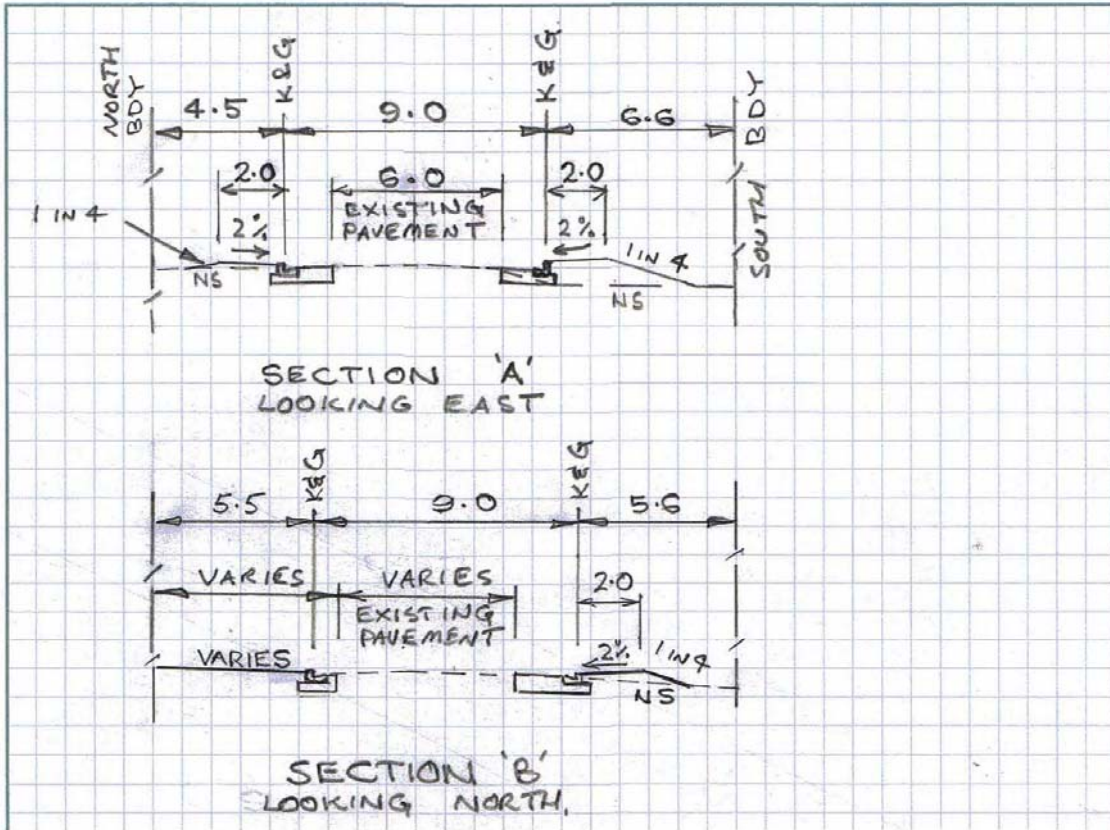 NORTH
BDY
K&G
K&G
SOUTH BDY
4.5
9.0
6.6
2.0
6.0
2.0
EXISTING
PAVEMENT
1 IN 4
2%
2%
1 IN 4
NS
NS
SECTION 'A'
LOOKING EAST
K&G
K&G
5.5
9.0
5.6
VARIES
VARIES
2.0
EXISTING
PAVEMENT
VARIES
2%
1 IN 4
NS
SECTION 'B'
LOOKING NORTH.